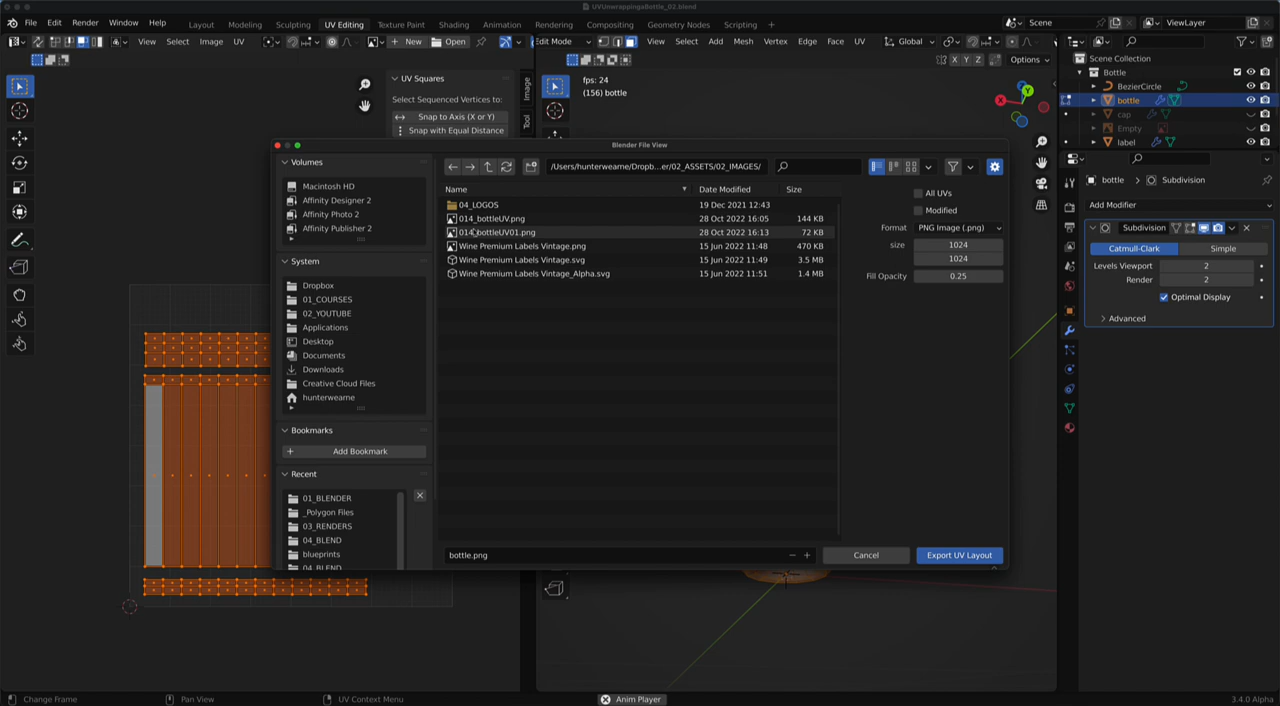 UVUnwrappingaBottle_02.blend
File Edit Render Window Help Layout Modeling Sculpting UV Editing Texture Paint Shading Animation Rendering Compositing Geometry Nodes Scripting + Scene ViewLayer
View Select Image UV New Open Edit Mode View Select Add Mesh Vertex Edge Face UV Global
X Y Z Options
UV Squares
Select Sequenced Vertices to:
Snap to Axis (X or Y)
Snap with Equal Distance
Image
Tool
fps: 24
(156) bottle
X
Y
Scene Collection
Bottle
BezierCircle
bottle
cap
Empty
label
bottle Subdivision
Add Modifier
Subdivision
Catmull-Clark Simple
Levels Viewport 2
Render 2
Optimal Display
Advanced
Blender File View
Volumes
Macintosh HD
Affinity Designer 2
Affinity Photo 2
Affinity Publisher 2
System
Dropbox
01_COURSES
02_YOUTUBE
Applications
Desktop
Documents
Downloads
Creative Cloud Files
hunterweame
Bookmarks
+ Add Bookmark
Recent
01_BLENDER
_Polygon Files
03_RENDERS
04_BLEND
blueprints
04_BLEND
/Users/hunterweame/Dropb...er/02_ASSETS/02_IMAGES/
Name Date Modified Size
04_LOGOS 19 Dec 2021 12:43
014_bottleUV.png 28 Oct 2022 16:05 144 KB
014_bottleUV01.png 28 Oct 2022 16:13 72 KB
Wine Premium Labels Vintage.png 15 Jun 2022 11:48 470 KB
Wine Premium Labels Vintage.svg 15 Jun 2022 11:49 3.5 MB
Wine Premium Labels Vintage_Alpha.svg 15 Jun 2022 11:51 1.4 MB
All UVs
Modified
Format PNG Image (.png)
size 1024
1024
Fill Opacity 0.25
bottle.png Cancel Export UV Layout
Change Frame Pan View UV Context Menu Anim Player 3.4.0 Alpha